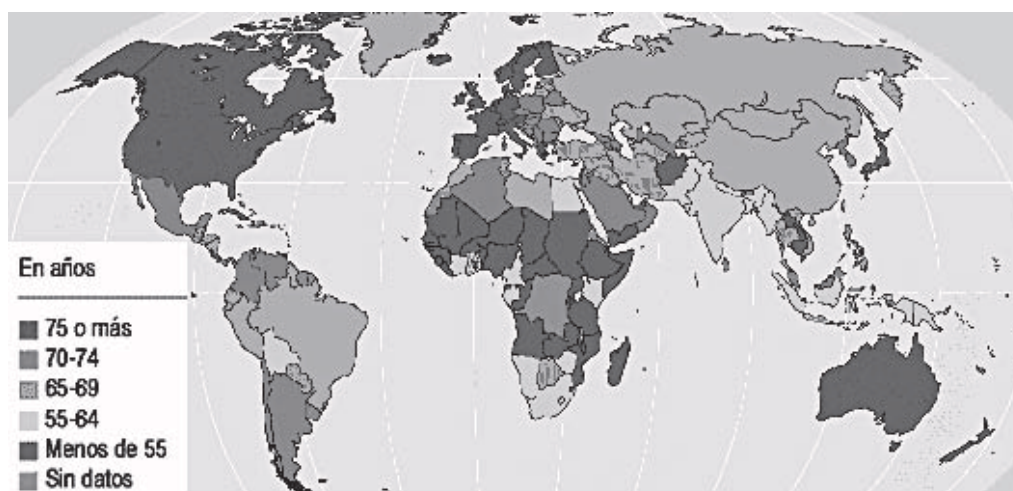 En años
75 o más
70-74
65-69
55-64
Menos de 55
Sin datos